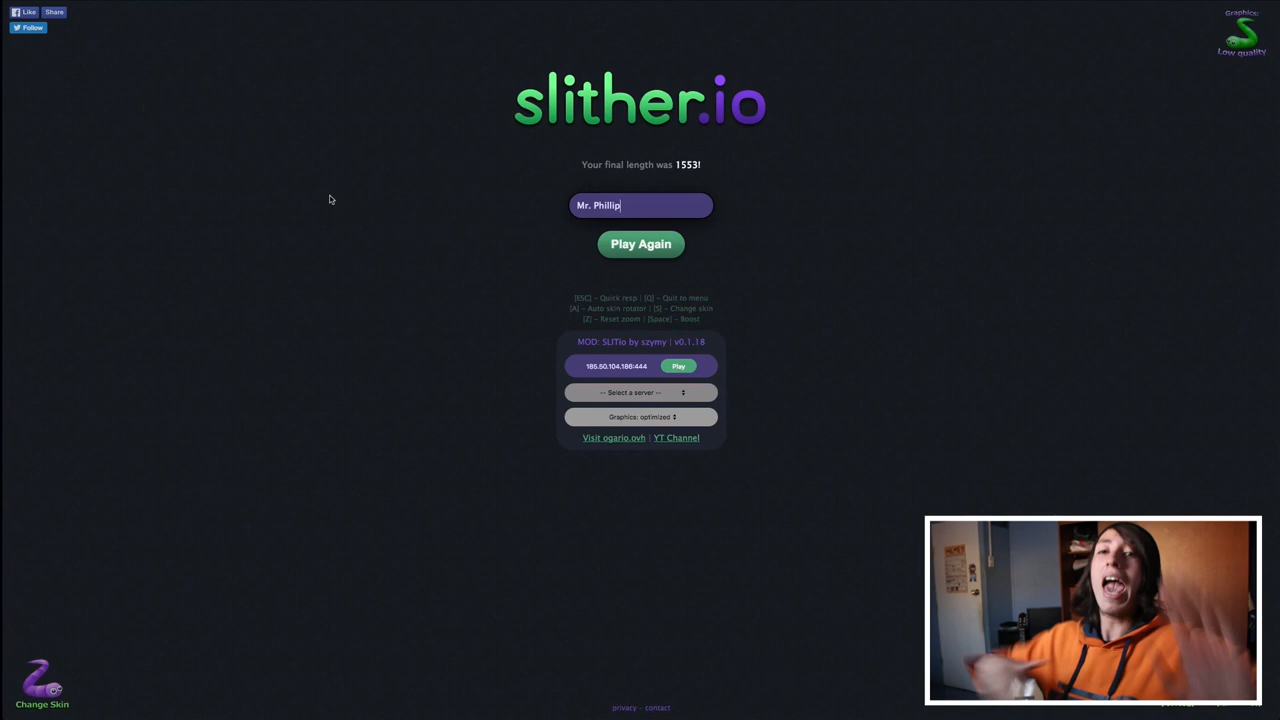 Like Share
Follow
Graphics:
Low quality
slither.io
Your final length was 1553!
Mr. Phillip
Play Again
[ESC] - Quick resp | [Q] - Quit to menu
[A] - Auto skin rotator | [S] - Change skin
[Z] - Reset zoom | [Space] - Boost
MOD: SLITio by szymy | v0.1.18
185.50.104.186:444 Play
-- Select a server --
Graphics: optimized
Visit ogario.ovh | YT Channel
Change Skin
privacy - contact